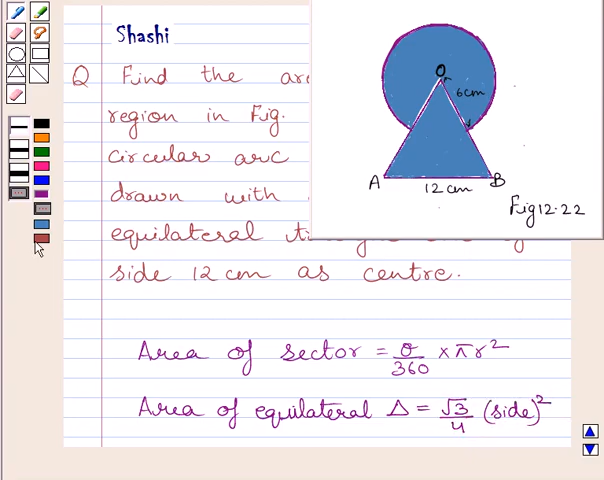 Shashi
Q Find the
region in Fig.
circular arc
drawn with
equilateral
side 12 cm as centre.
O
6cm
A
B
12 cm
Fig 12.22
Area of sector = θ/360 × πr²
Area of equilateral Δ = √3/4 (side)²